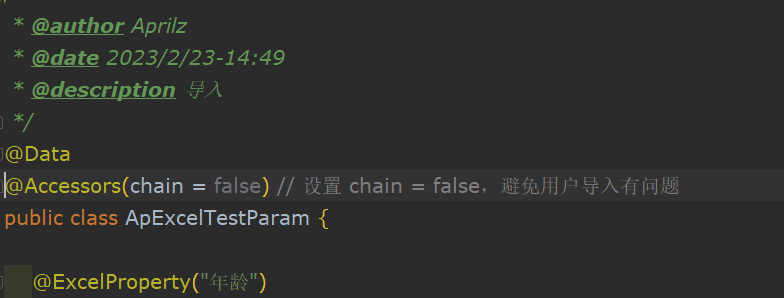 * @author Aprilz
* @date 2023/2/23-14:49
* @description 导入
*/
@Data
@Accessors(chain = false) // 设置 chain = false，避免用户导入有问题
public class ApExcelTestParam {
@ExcelProperty("年龄")